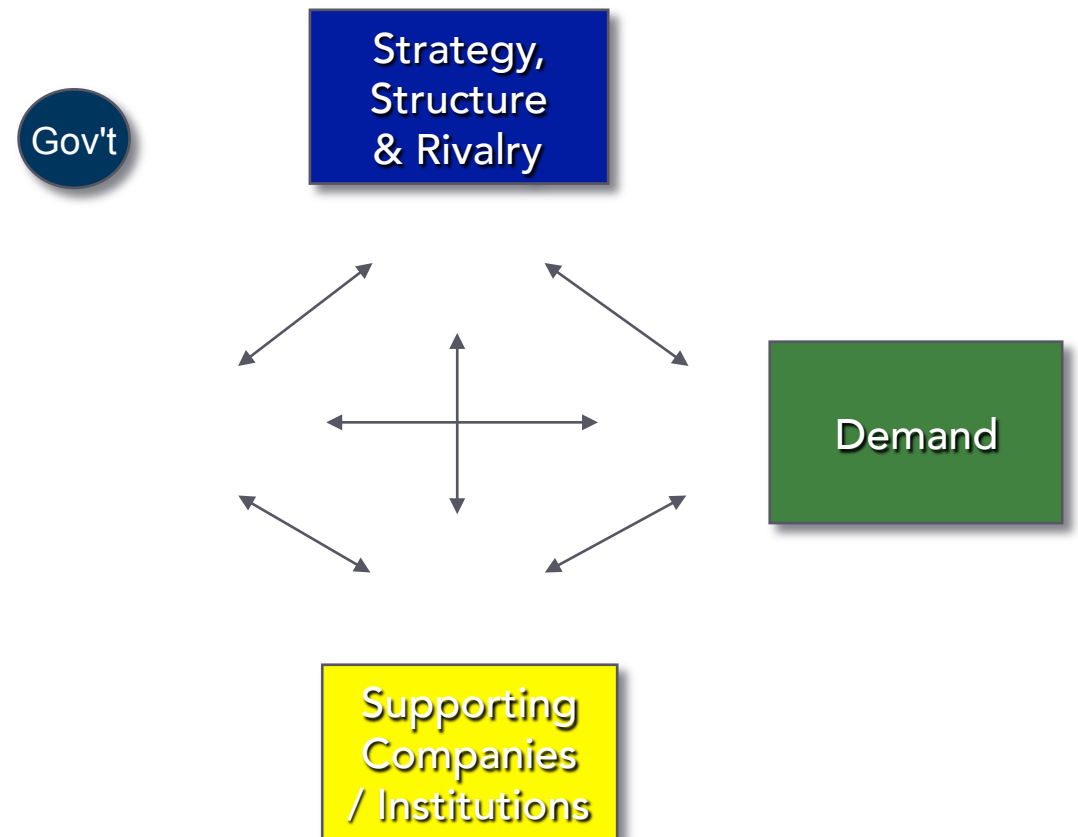 Strategy,
Structure
& Rivalry
Gov't
Demand
Supporting
Companies
/ Institutions